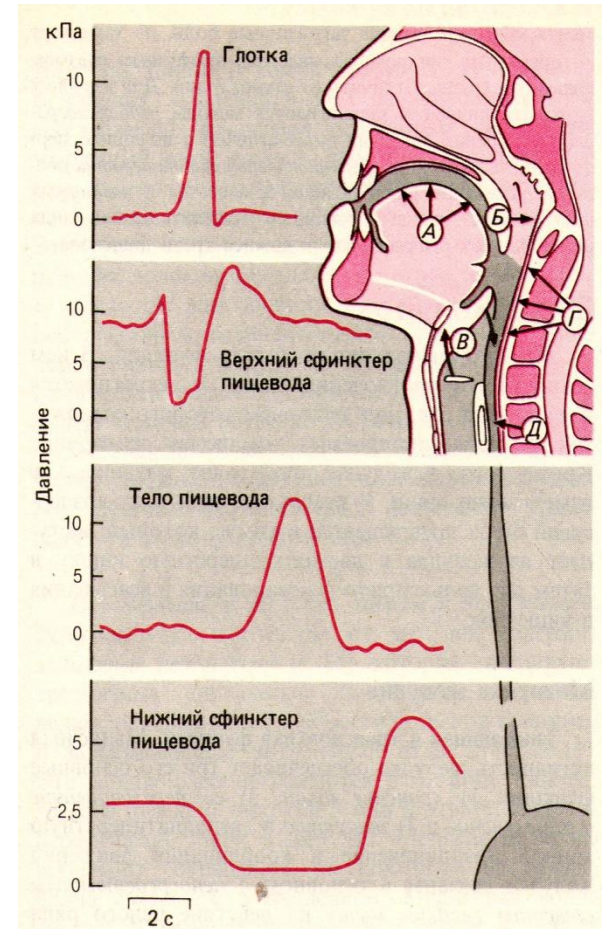 кПа
Глотка
10
5
0
А
Б
В
Г
Д
10
5
0
Верхний сфинктер
пищевода
Давление
Тело пищевода
10
5
0
Нижний сфинктер
пищевода
5
2,5
0
2 с